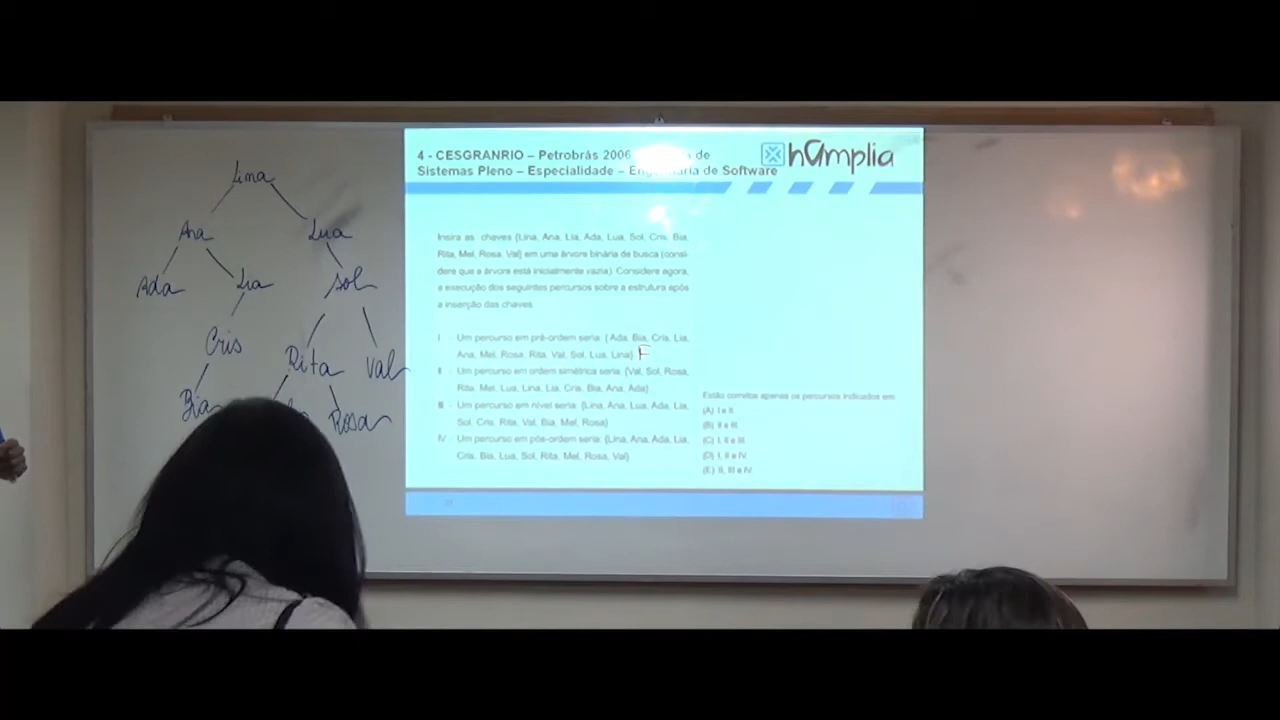 Lina
Ana
Lua
Ada
Lia
Sol
Cris
Rita
Val
Bia
Rosa
4 - CESGRANRIO – Petrobrás 2006 de
Sistemas Pleno – Especialidade – Engenharia de Software
hamplia
Insira as chaves {Lina, Ana, Lia, Ada, Lua, Sol, Cris, Bia,
Rita, Mel, Rosa, Val} em uma árvore binária de busca (consi-
dere que a árvore está inicialmente vazia). Considere agora,
a execução dos seguintes percursos sobre a estrutura após
a inserção das chaves.
I - Um percurso em pré-ordem seria: { Ada, Bia, Cris, Lia,
Ana, Mel, Rosa, Rita, Val, Sol, Lua, Lina} F
II - Um percurso em ordem simétrica seria: {Val, Sol, Rosa,
Rita, Mel, Lua, Lina, Lia, Cris, Bia, Ana, Ada}
III - Um percurso em nível seria: {Lina, Ana, Lua, Ada, Lia,
Sol, Cris, Rita, Val, Bia, Mel, Rosa}
IV - Um percurso em pós-ordem seria: {Lina, Ana, Ada, Lia,
Cris, Bia, Lua, Sol, Rita, Mel, Rosa, Val}
Estão corretos apenas os percursos indicados em:
(A) I e II
(B) II e III.
(C) I, II e III.
(D) I, II e IV.
(E) II, III e IV.